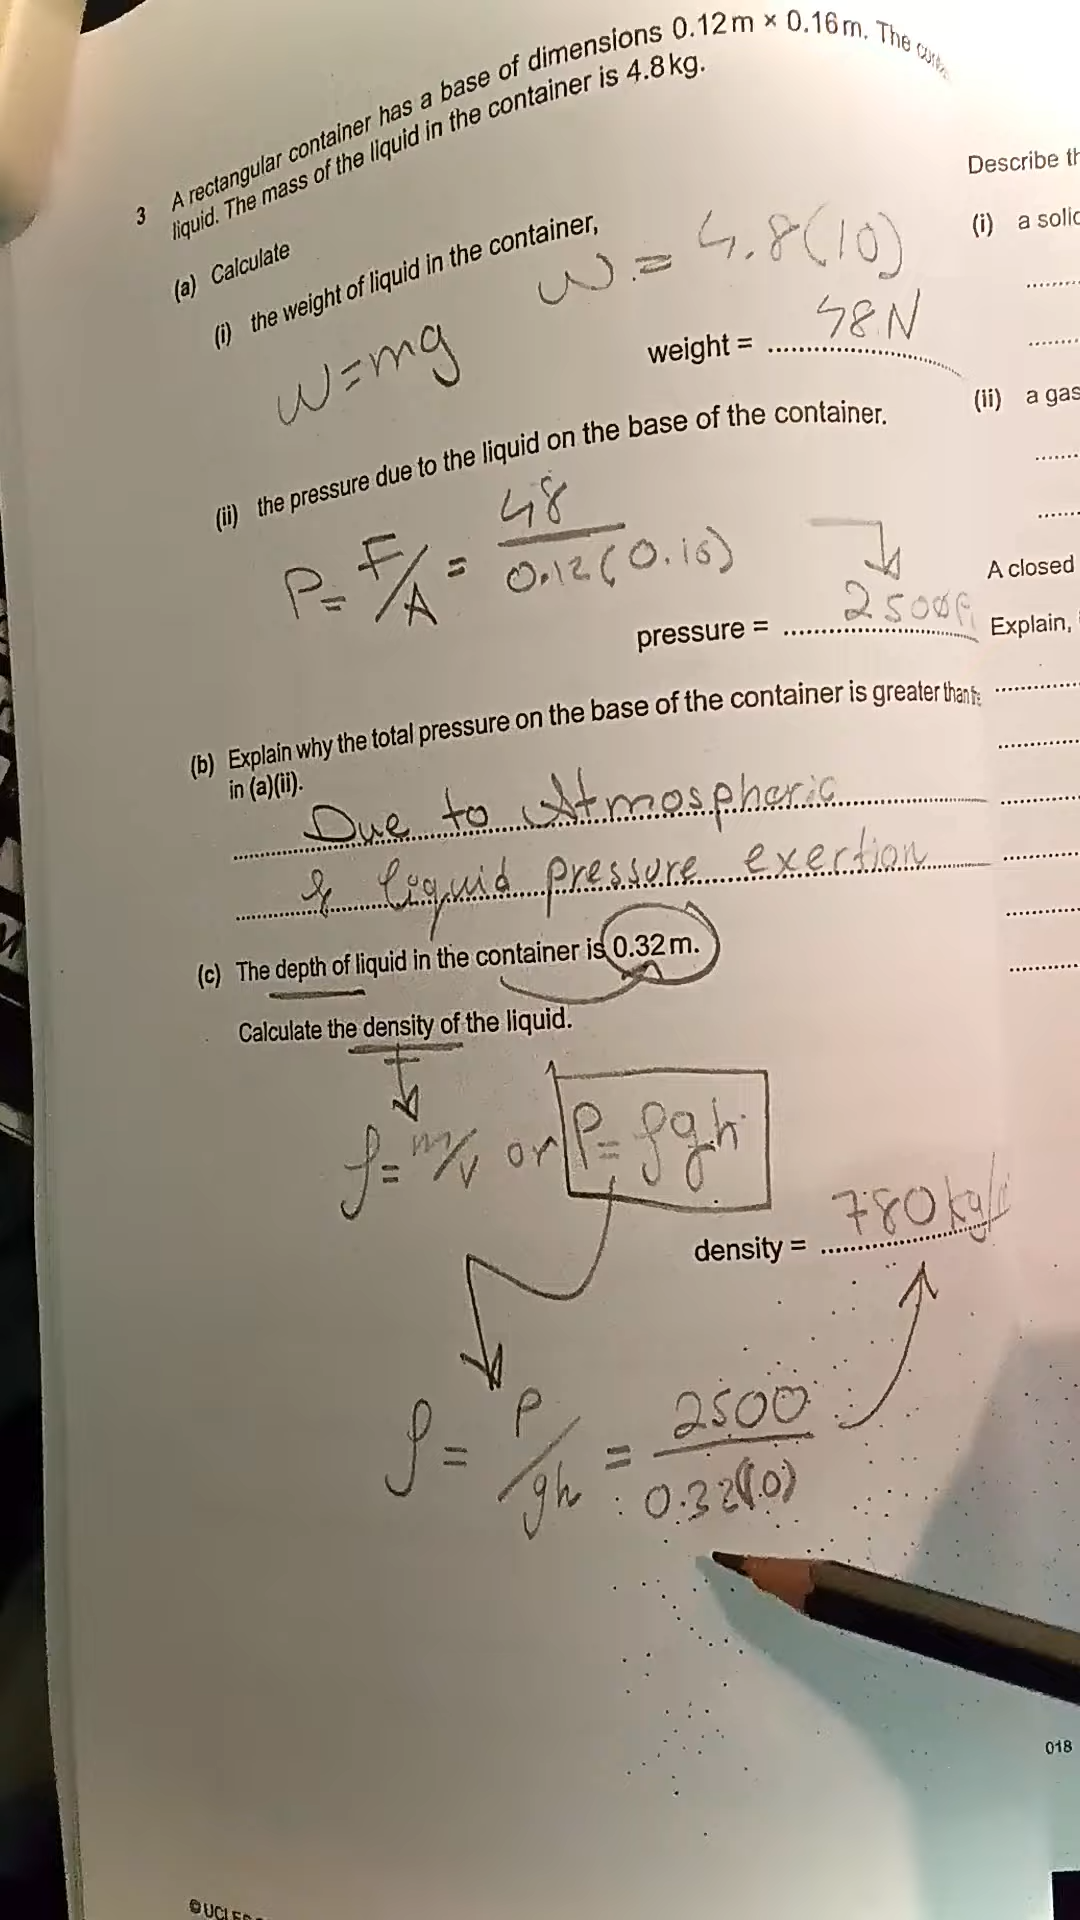 3 A rectangular container has a base of dimensions 0.12 m × 0.16 m. The
liquid. The mass of the liquid in the container is 4.8 kg.
(a) Calculate
(i) the weight of liquid in the container,
w = 4.8(10)
w=mg
weight = 48 N
(ii) the pressure due to the liquid on the base of the container.
P= F/A = 48
0.12(0.16)
pressure = 2500
(b) Explain why the total pressure on the base of the container is greater than
in (a)(ii).
Due to Atmospheric
& liquid pressure exertion
(c) The depth of liquid in the container is 0.32 m.
Calculate the density of the liquid.
ρ= m/v or P= ρgh
density = 780 kg/
ρ = P/gh = 2500
0.32(10)
Describe
(i) a solid
(ii) a gas
A closed
Explain,
018